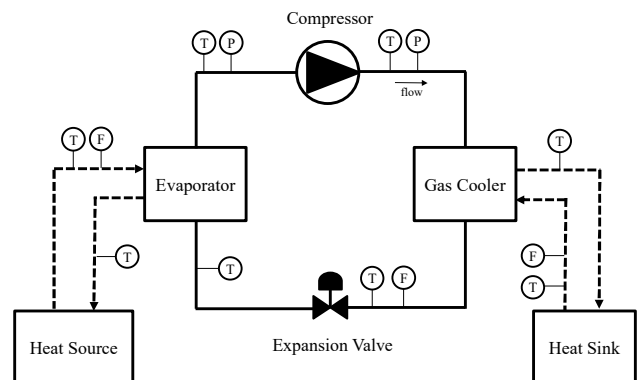 Compressor
T P
T P
flow
T F
T
Evaporator
Gas Cooler
T
T
F
T
T F
T
Heat Source
Expansion Valve
Heat Sink